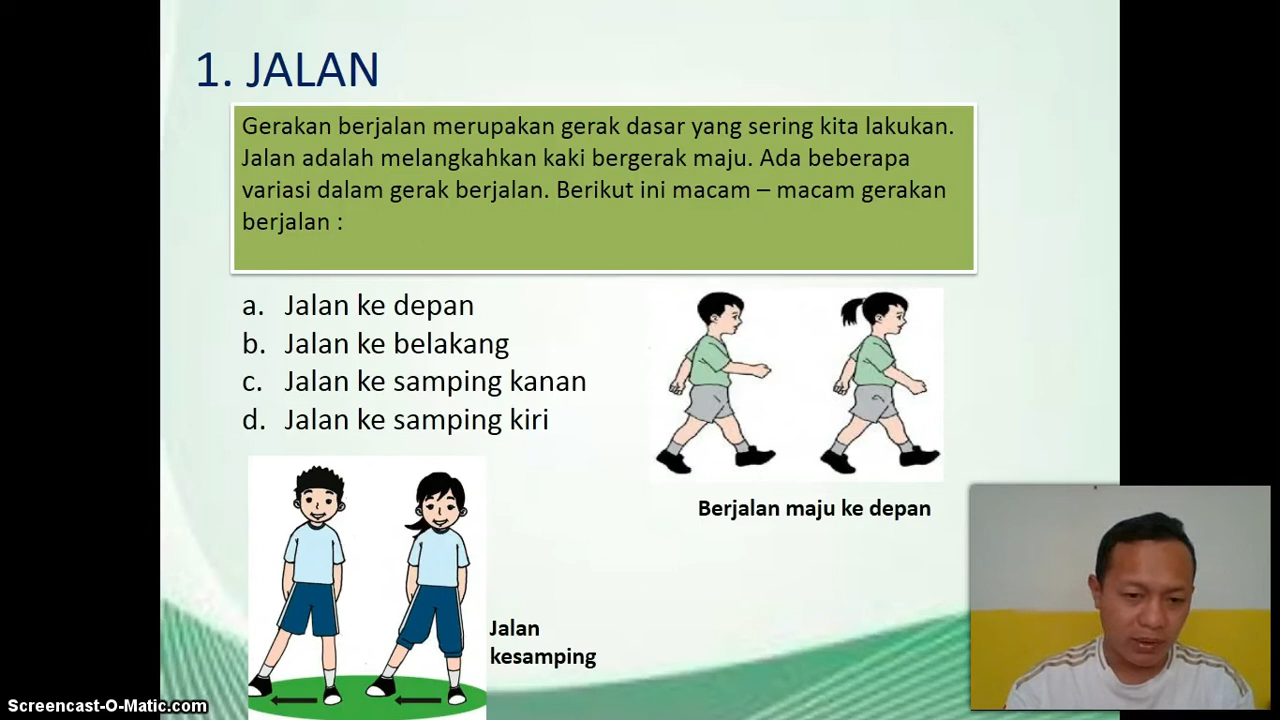 1. JALAN
Gerakan berjalan merupakan gerak dasar yang sering kita lakukan.
Jalan adalah melangkahkan kaki bergerak maju. Ada beberapa
variasi dalam gerak berjalan. Berikut ini macam – macam gerakan
berjalan :
a. Jalan ke depan
b. Jalan ke belakang
c. Jalan ke samping kanan
d. Jalan ke samping kiri
Berjalan maju ke depan
Jalan
kesamping
Screencast-O-Matic.com